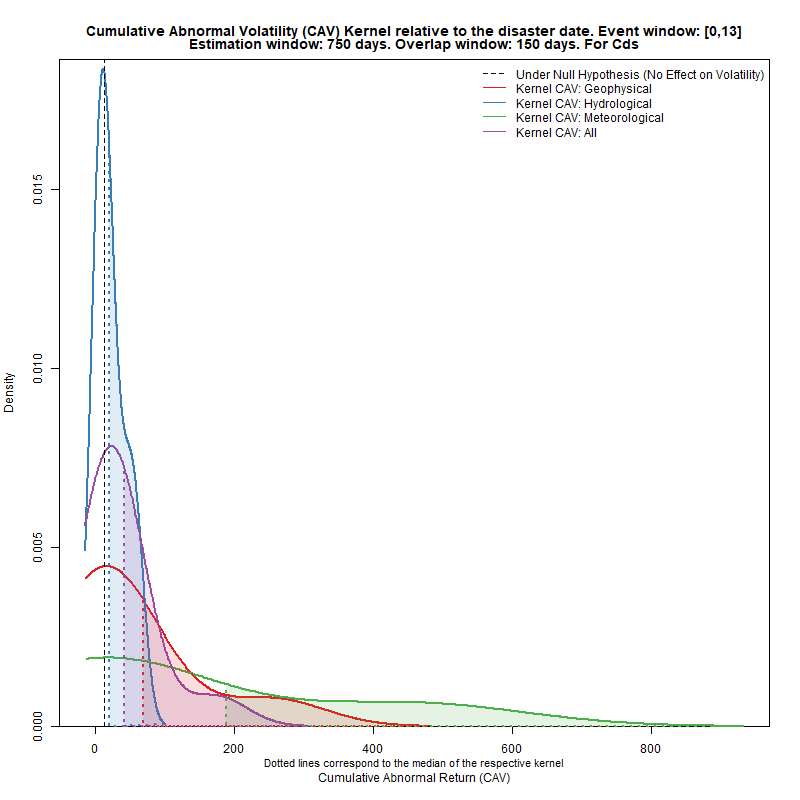 Cumulative Abnormal Volatility (CAV) Kernel relative to the disaster date. Event window: [0,13]
Estimation window: 750 days. Overlap window: 150 days. For Cds
Under Null Hypothesis (No Effect on Volatility)
Kernel CAV: Geophysical
Kernel CAV: Hydrological
Kernel CAV: Meteorological
Kernel CAV: All
Density
0.015
0.010
0.005
0.000
0 200 400 600 800
Dotted lines correspond to the median of the respective kernel
Cumulative Abnormal Return (CAV)